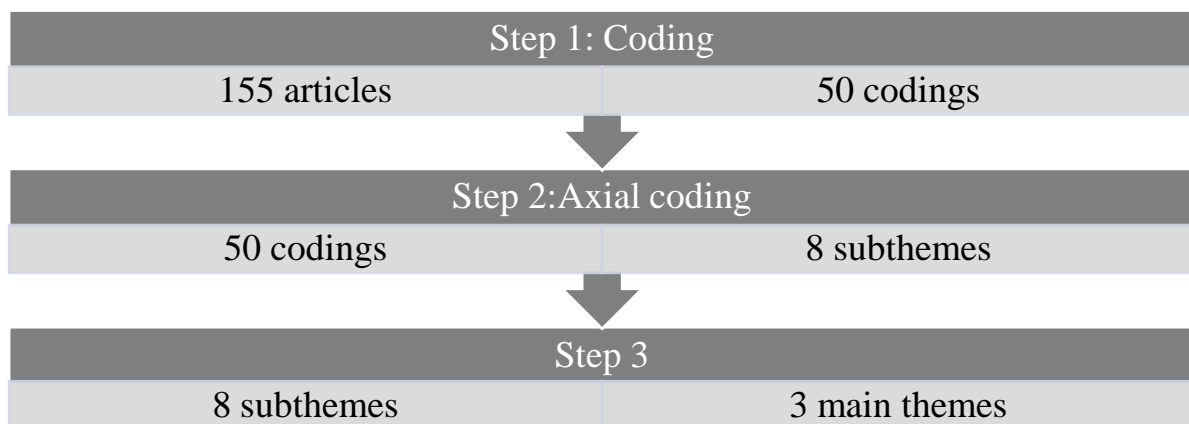 Step 1: Coding
155 articles 50 codings
Step 2:Axial coding
50 codings 8 subthemes
Step 3
8 subthemes 3 main themes